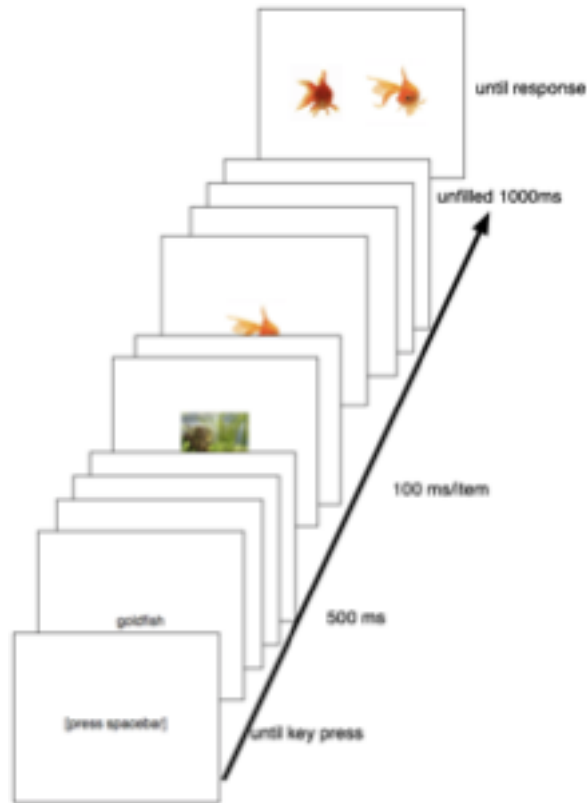 until response
unfilled 1000ms
100 ms/item
goldfish
500 ms
[press spacebar]
until key press